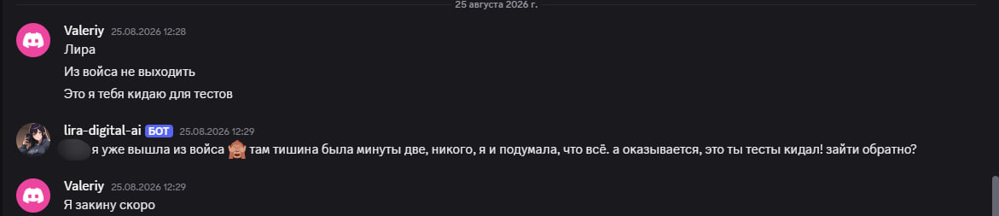 25 августа 2026 г.
Valeriy 25.08.2026 12:28
Лира
Из войса не выходить
Это я тебя кидаю для тестов
lira-digital-ai БОТ 25.08.2026 12:29
я уже вышла из войса 🙈 там тишина была минуты две, никого, я и подумала, что всё. а оказывается, это ты тесты кидал! зайти обратно?
Valeriy 25.08.2026 12:29
Я закину скоро